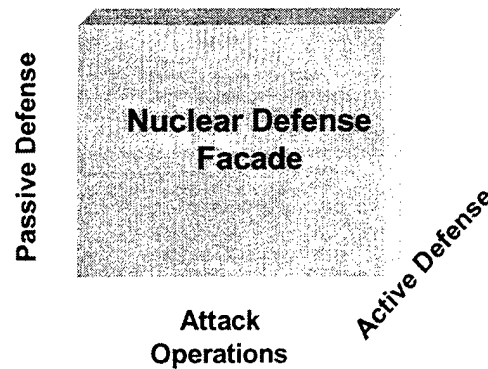 Passive Defense
Nuclear Defense
Facade
Active Defense
Attack
Operations